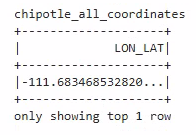 chipotle_all_coordinates
+--------------------+
|             LON_LAT|
+--------------------+
|-111.683468532820...|
+--------------------+
only showing top 1 row